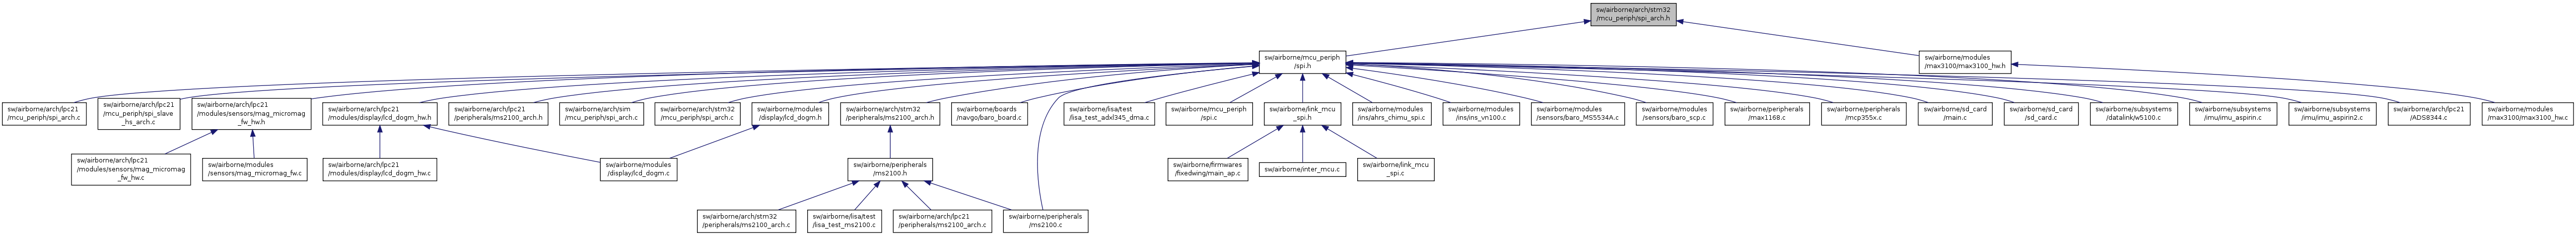 sw/airborne/arch/stm32
/mcu_periph/spi_arch.h
sw/airborne/mcu_periph
/spi.h
sw/airborne/modules
/max3100/max3100_hw.h
sw/airborne/arch/lpc21
/mcu_periph/spi_arch.c
sw/airborne/arch/lpc21
/mcu_periph/spi_slave
_hs_arch.c
sw/airborne/arch/lpc21
/modules/sensors/mag_micromag
_fw_hw.h
sw/airborne/arch/lpc21
/modules/display/lcd_dogm_hw.h
sw/airborne/arch/lpc21
/peripherals/ms2100_arch.h
sw/airborne/arch/sim
/mcu_periph/spi_arch.c
sw/airborne/arch/stm32
/mcu_periph/spi_arch.c
sw/airborne/modules
/display/lcd_dogm.h
sw/airborne/arch/stm32
/peripherals/ms2100_arch.h
sw/airborne/boards
/navgo/baro_board.c
sw/airborne/lisa/test
/lisa_test_adxl345_dma.c
sw/airborne/mcu_periph
/spi.c
sw/airborne/link_mcu
_spi.h
sw/airborne/modules
/ins/ahrs_chimu_spi.c
sw/airborne/modules
/ins/ins_vn100.c
sw/airborne/modules
/sensors/baro_MS5534A.c
sw/airborne/modules
/sensors/baro_scp.c
sw/airborne/peripherals
/max1168.c
sw/airborne/peripherals
/mcp355x.c
sw/airborne/sd_card
/main.c
sw/airborne/sd_card
/sd_card.c
sw/airborne/subsystems
/datalink/w5100.c
sw/airborne/subsystems
/imu/imu_aspirin.c
sw/airborne/subsystems
/imu/imu_aspirin2.c
sw/airborne/arch/lpc21
/ADS8344.c
sw/airborne/modules
/max3100/max3100_hw.c
sw/airborne/arch/lpc21
/modules/sensors/mag_micromag
_fw_hw.c
sw/airborne/modules
/sensors/mag_micromag_fw.c
sw/airborne/arch/lpc21
/modules/display/lcd_dogm_hw.c
sw/airborne/modules
/display/lcd_dogm.c
sw/airborne/peripherals
/ms2100.h
sw/airborne/firmwares
/fixedwing/main_ap.c
sw/airborne/inter_mcu.c
sw/airborne/link_mcu
_spi.c
sw/airborne/arch/stm32
/peripherals/ms2100_arch.c
sw/airborne/lisa/test
/lisa_test_ms2100.c
sw/airborne/arch/lpc21
/peripherals/ms2100_arch.c
sw/airborne/peripherals
/ms2100.c